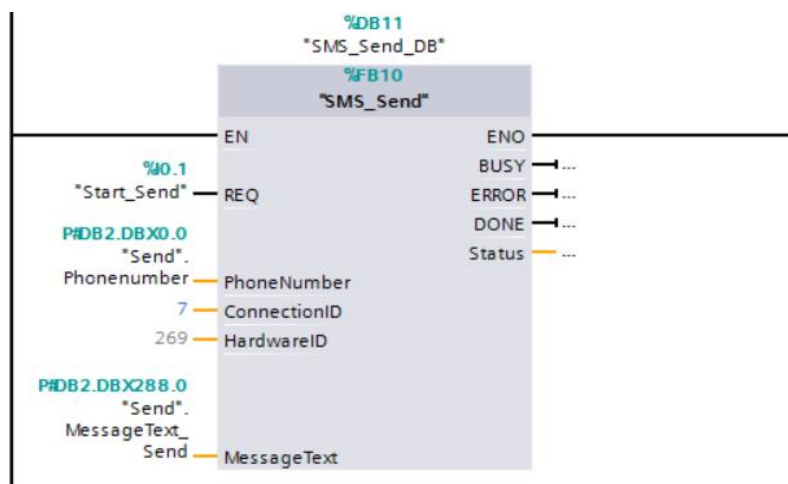 %DB11
"SMS_Send_DB"
%FB10
"SMS_Send"
EN
ENO
BUSY
...
%I0.1
"Start_Send"
REQ
ERROR
...
DONE
...
P#DB2.DBX0.0
"Send".
Phonenumber
PhoneNumber
Status
...
7
ConnectionID
269
HardwareID
P#DB2.DBX288.0
"Send".
MessageText_
Send
MessageText